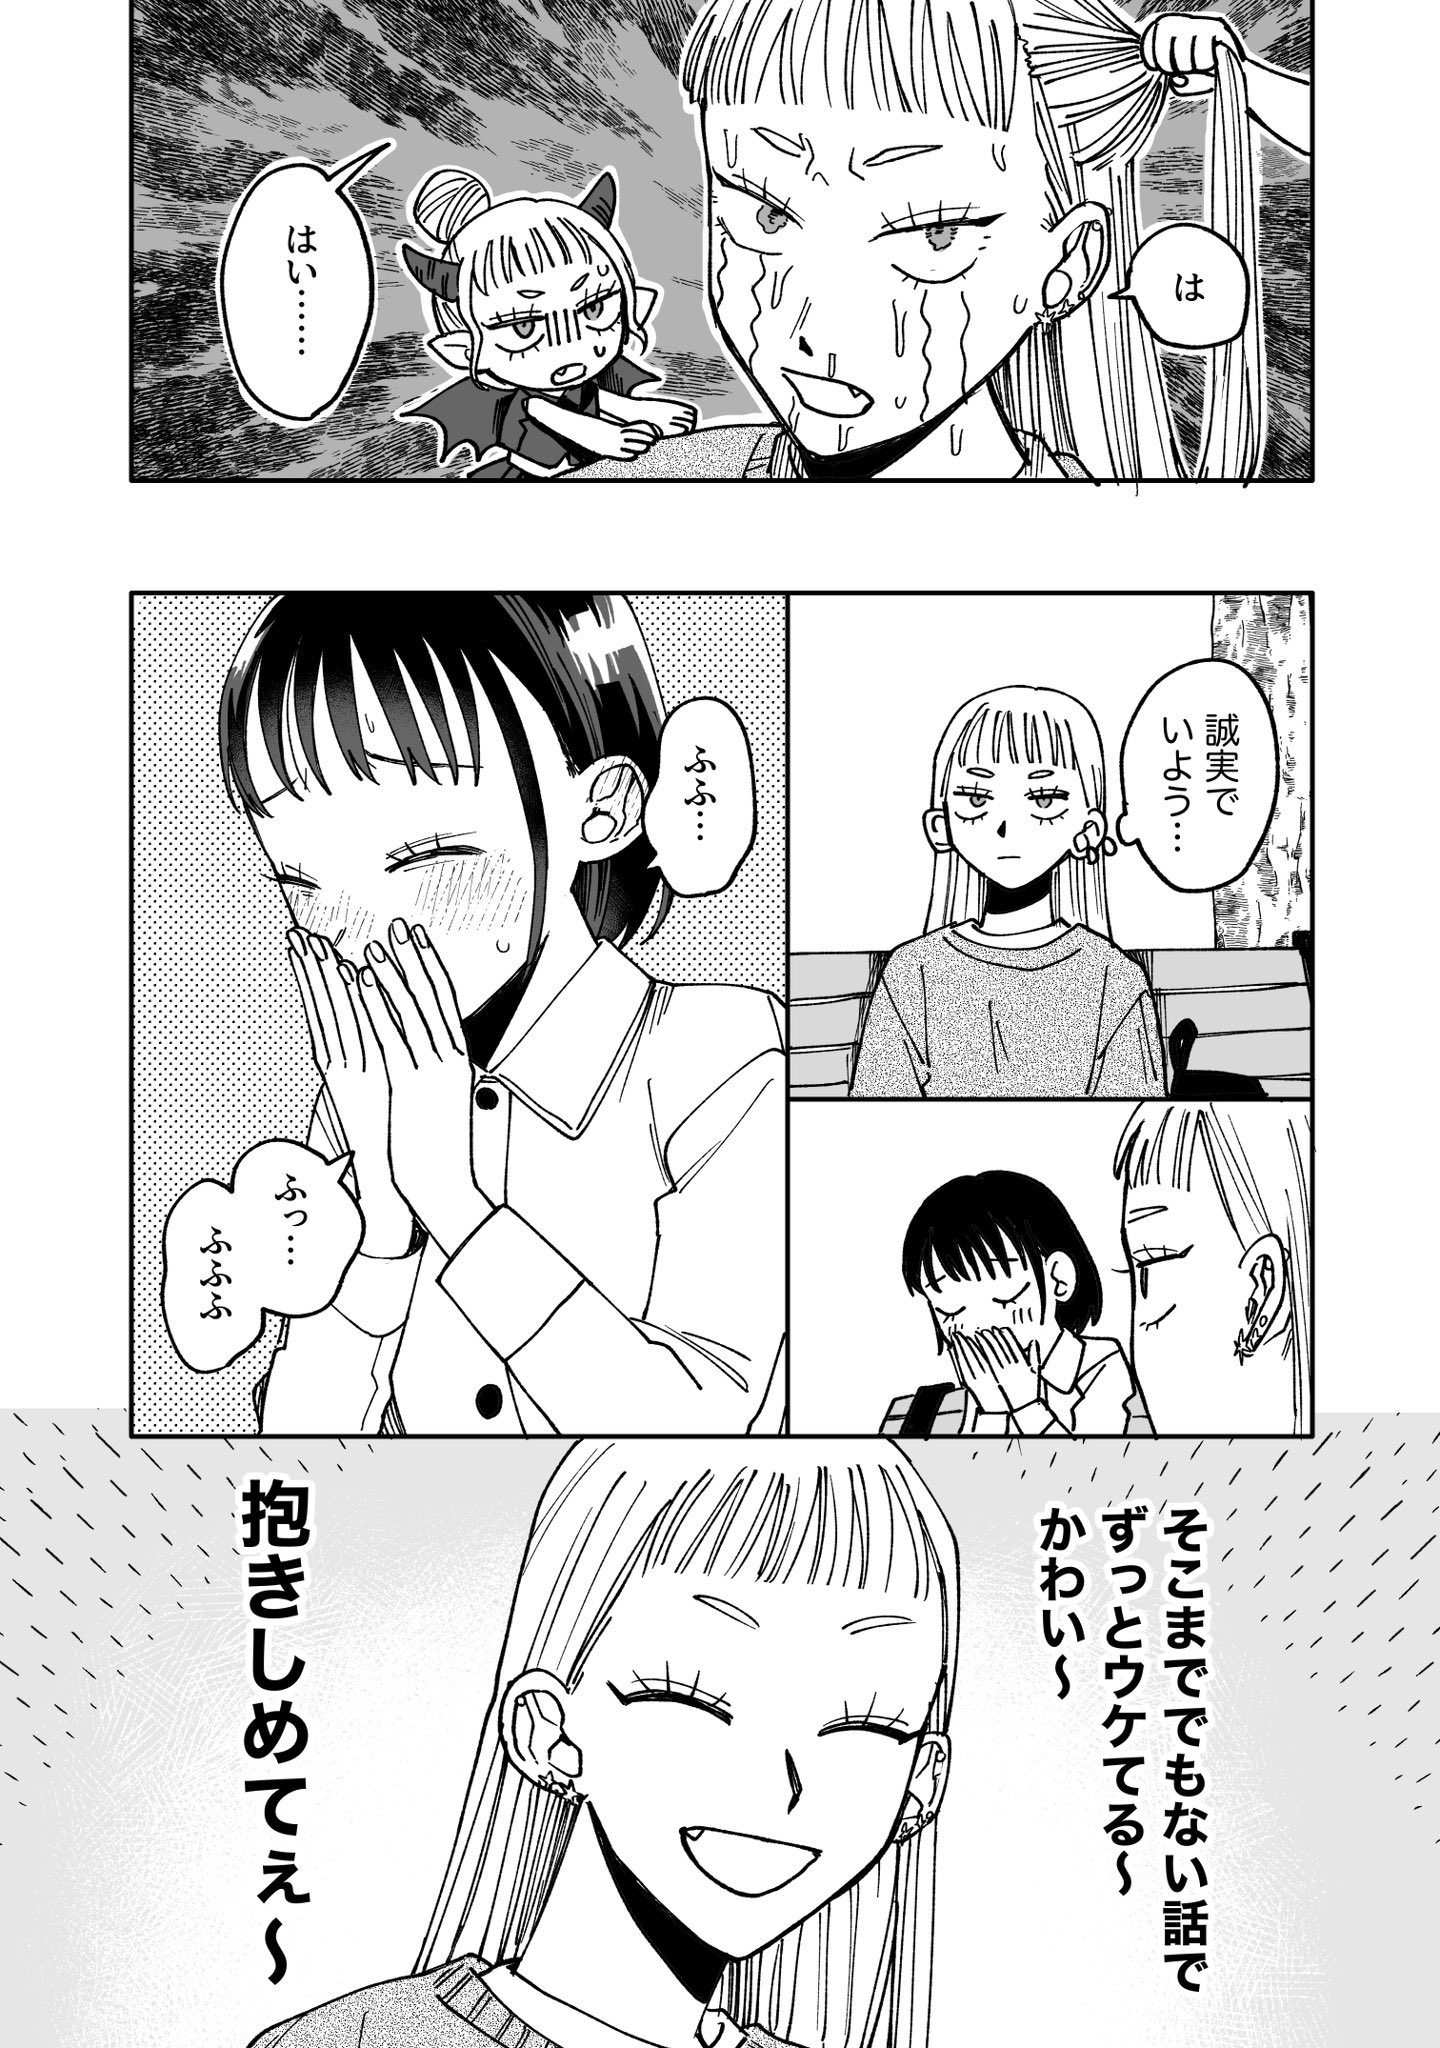 は
はい………
誠実で
いよう…
ふふ…
ふっ…
ふふふ
そこまででもない話で
ずっとウケてる〜
かわい〜
抱きしめてぇ〜